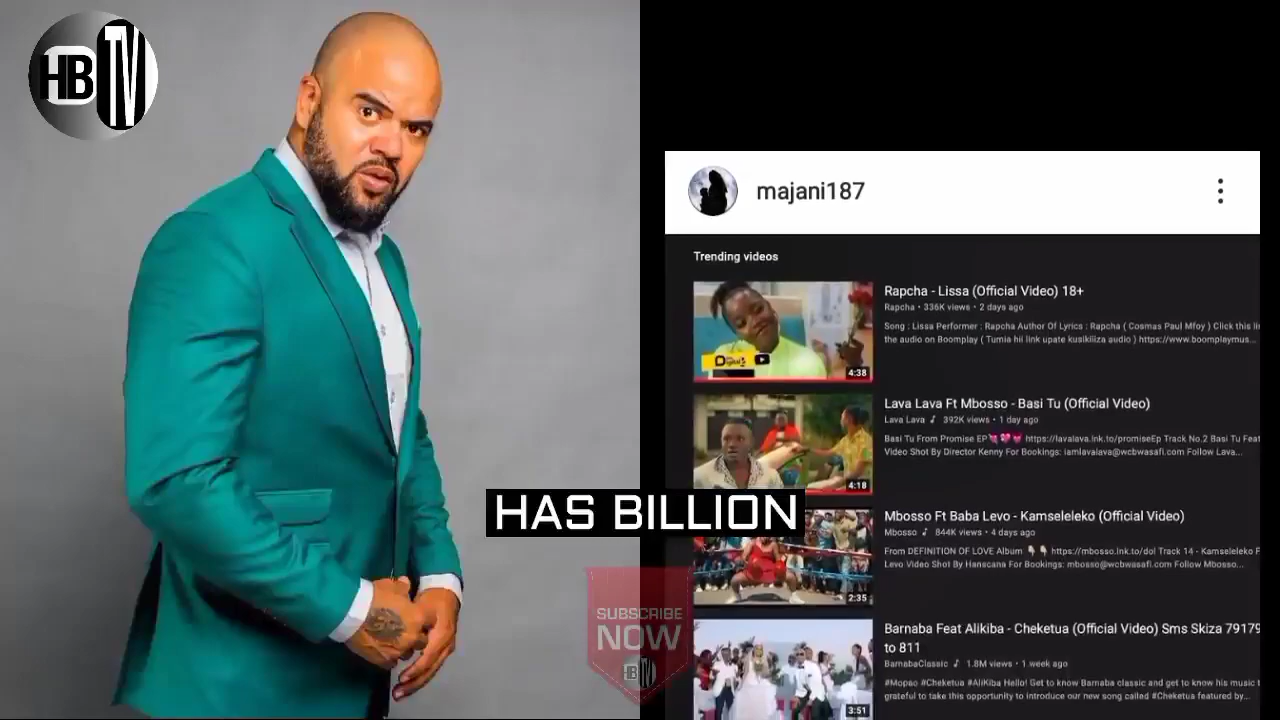 HB TV
majani187
Trending videos
Rapcha - Lissa (Official Video) 18+
Rapcha • 336K views • 2 days ago
Song : Lissa Performer : Rapcha Author Of Lyrics : Rapcha ( Cosmas Paul Mfoy ) Click this li
the audio on Boomplay ( Tumia hii link upate kusikiliza audio ) https://www.boomplaymus...
4:38
Lava Lava Ft Mbosso - Basi Tu (Official Video)
Lava Lava ♪ 392K views • 1 day ago
Basi Tu From Promise EP💘💖💓 https://lavalava.lnk.to/promiseEp Track No.2 Basi Tu Feat
Video Shot By Director Kenny For Bookings: iamlavalava@wcbwasafi.com Follow Lava...
4:18
HAS BILLION
Mbosso Ft Baba Levo - Kamseleleko (Official Video)
Mbosso ♪ 844K views • 4 days ago
From DEFINITION OF LOVE Album 👇👇 https://mbosso.lnk.to/dol Track 14 - Kamseleleko F
Levo Video Shot By Hanscana For Bookings: mbosso@wcbwasafi.com Follow Mbosso...
2:35
SUBSCRIBE
NOW
HB TV
Barnaba Feat Alikiba - Cheketua (Official Video) Sms Skiza 79179
to 811
BarnabaClassic ♪ 1.8M views • 1 week ago
#Mopao #Cheketua #AliKiba Hello! Get to know Barnaba classic and get to know his music t
grateful to take this opportunity to introduce our new song called #Cheketua featured by...
3:51